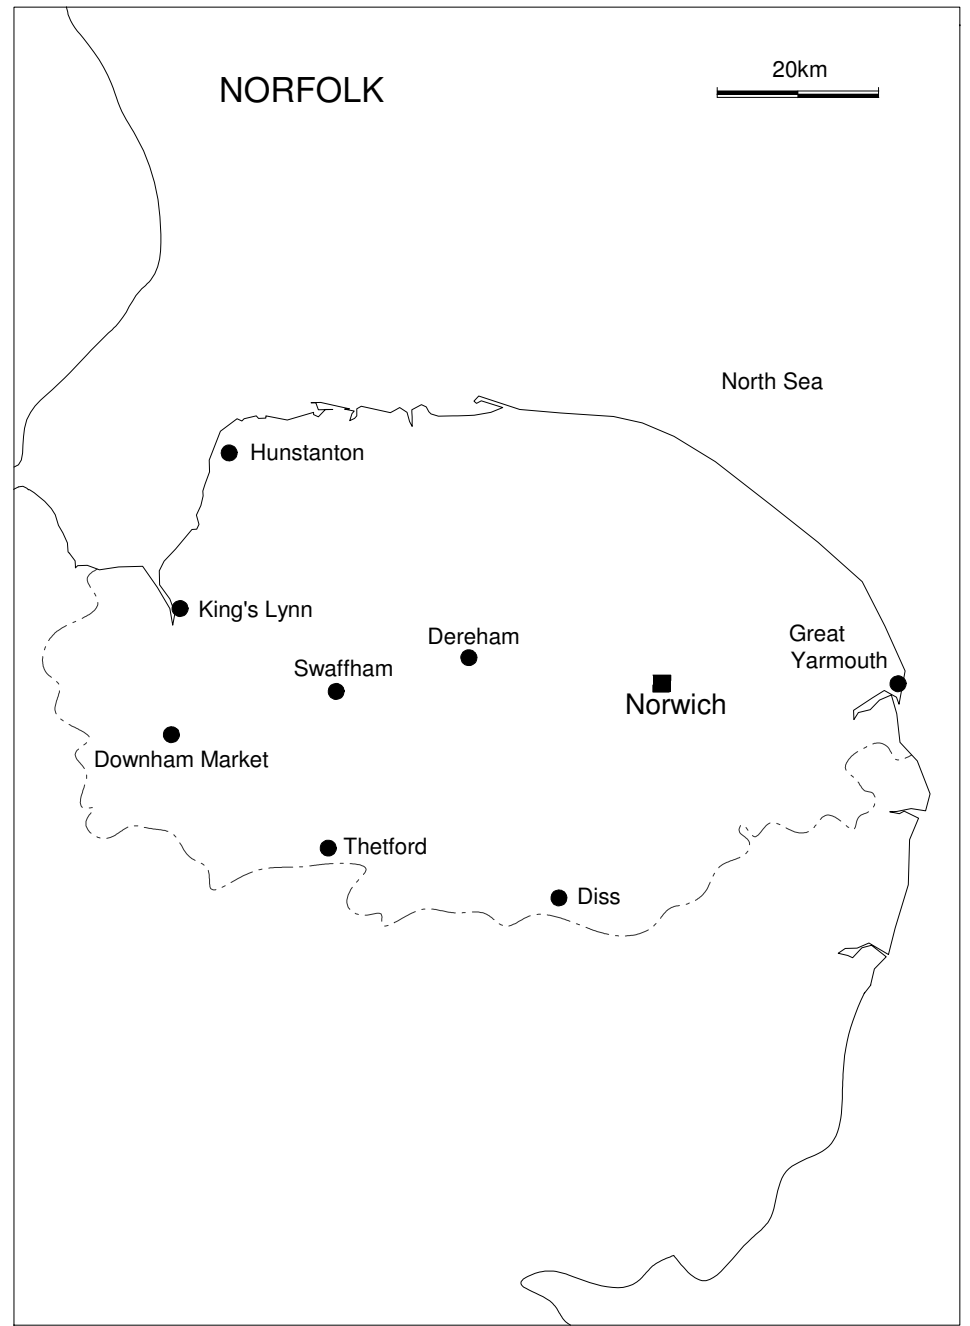 NORFOLK
20km
North Sea
Hunstanton
King's Lynn
Dereham
Great
Yarmouth
Swaffham
Norwich
Downham Market
Thetford
Diss